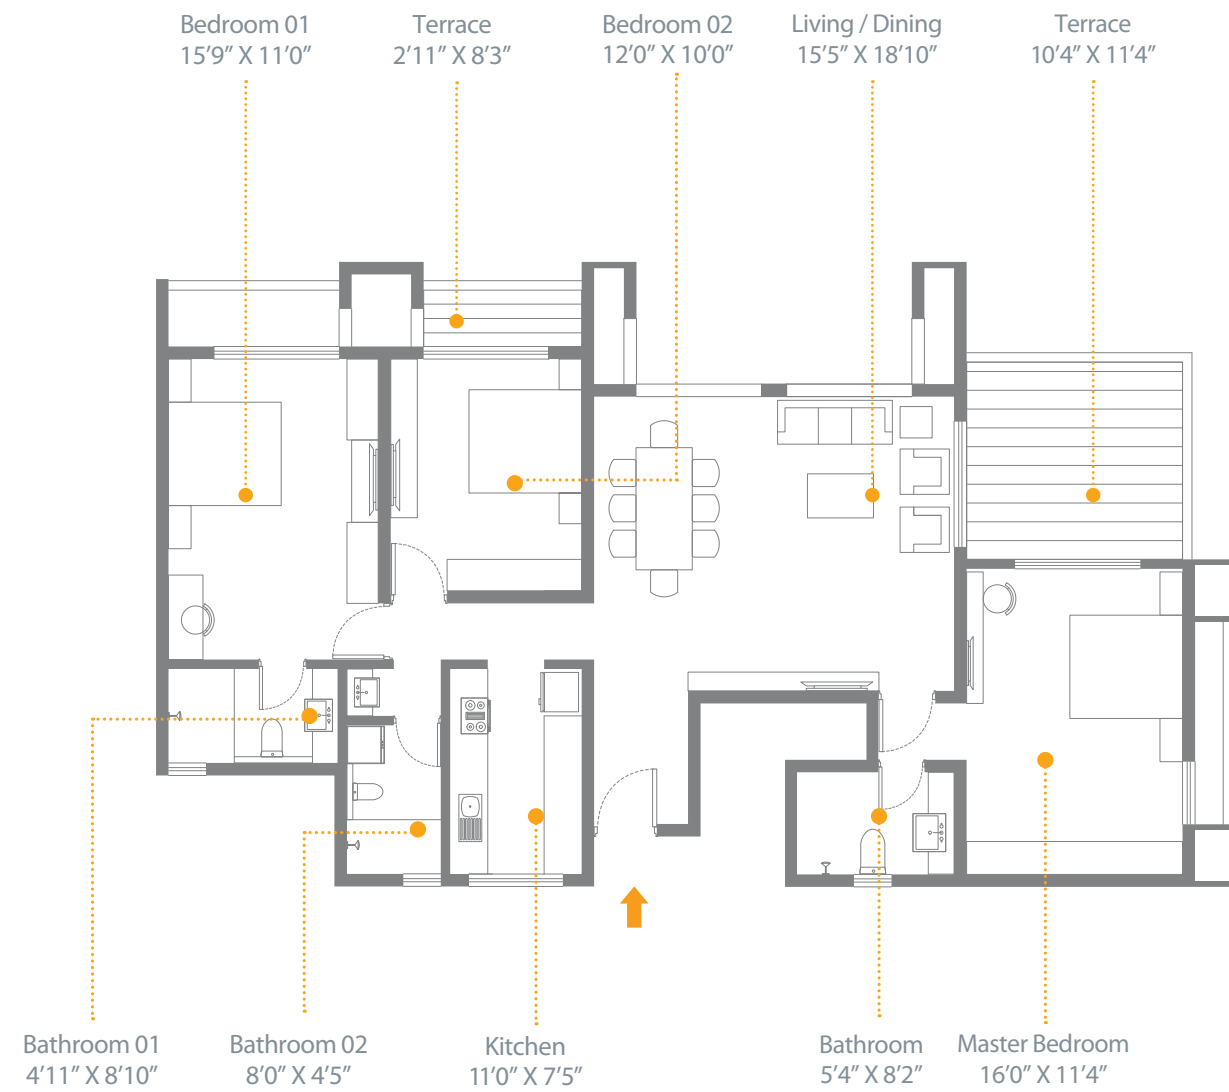 Bedroom 01
15’9” X 11’0”
Terrace
2’11” X 8’3”
Bedroom 02
12’0” X 10’0”
Living / Dining
15’5” X 18’10”
Terrace
10’4” X 11’4”
Bathroom 01
4’11” X 8’10”
Bathroom 02
8’0” X 4’5”
Kitchen
11’0” X 7’5”
Bathroom
5’4” X 8’2”
Master Bedroom
16’0” X 11’4”